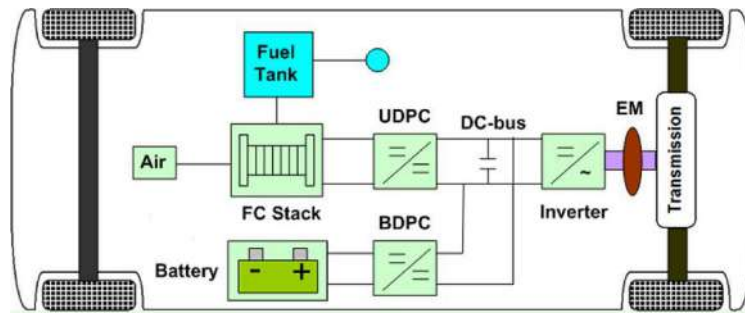 Fuel
Tank
UDPC
DC-bus
EM
Air
Transmission
FC Stack
Inverter
BDPC
Battery
- +